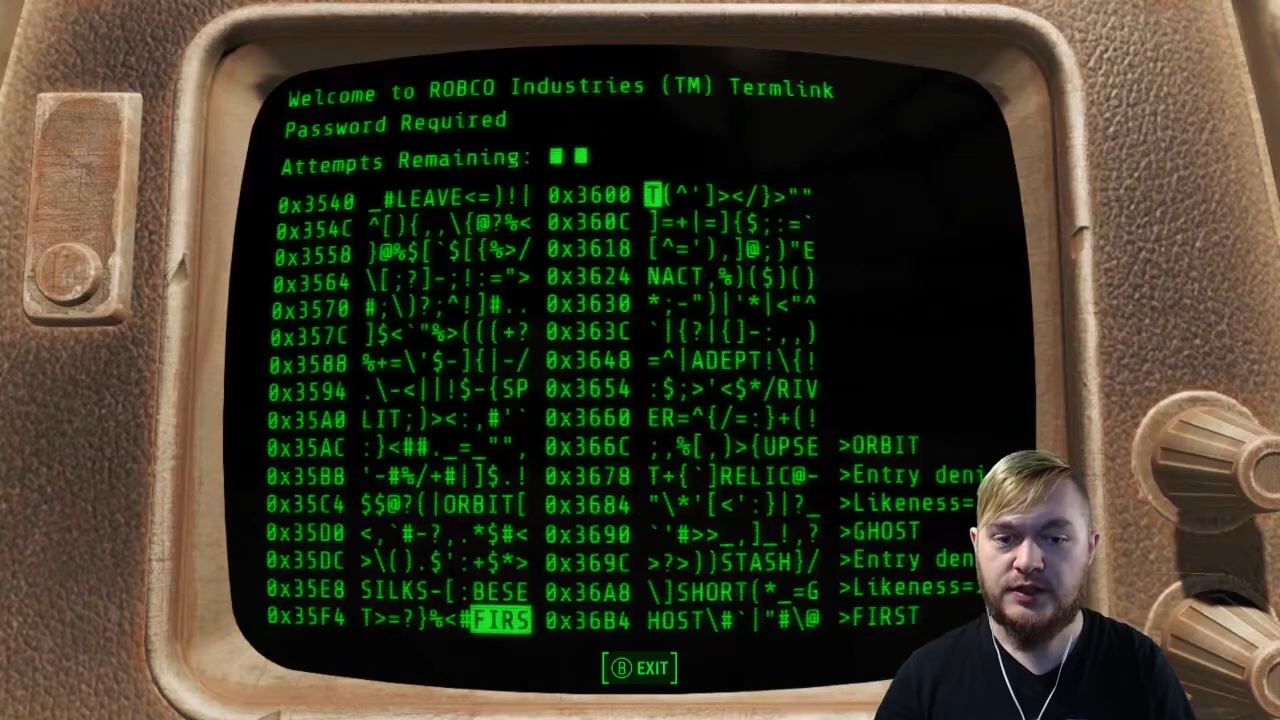 Welcome to ROBCO Industries (TM) Termlink
Password Required
Attempts Remaining: ■ ■
0x3540 _#LEAVE<=)!| 0x3600 T(^']></}>""
0x354C ^[){,,\{@?%< 0x360C ]=+|=]{$;:=`
0x3558 }@%$[`$[{%>/ 0x3618 [^='),]@;)"E
0x3564 \[;?]-;!:="> 0x3624 NACT,%)($)()
0x3570 #;\)?;^!]#.. 0x3630 *;-")|'*|<"^
0x357C ]$<`"%>(((+? 0x363C `|{?|{]-:,,)
0x3588 %+=\'$-]{|-/ 0x3648 =^|ADEPT!\{!
0x3594 .\-<||!$-{SP 0x3654 :$;>'<$*/RIV
0x35A0 LIT;)><:,#'` 0x3660 ER=^{/=:}+(!
0x35AC :}<##._=_"", 0x366C ;,%[,)>{UPSE >ORBIT
0x35B8 '-#%/+#|]$.! 0x3678 T+{`]RELIC@- >Entry
0x35C4 $$@?(|ORBIT[ 0x3684 "\*'[<':}|?_ >Likeness=
0x35D0 <,`#-?,.*$#< 0x3690 `'#>>_,]_!,? >GHOST
0x35DC >\().$':+$*> 0x369C >?>))STASH}/ >Entry
0x35E8 SILKS-[:BESE 0x36A8 \]SHORT(*_=G >Likeness=
0x35F4 T>=?}%<#FIRS 0x36B4 HOST\#`|"#\@ >FIRST
Ⓑ EXIT